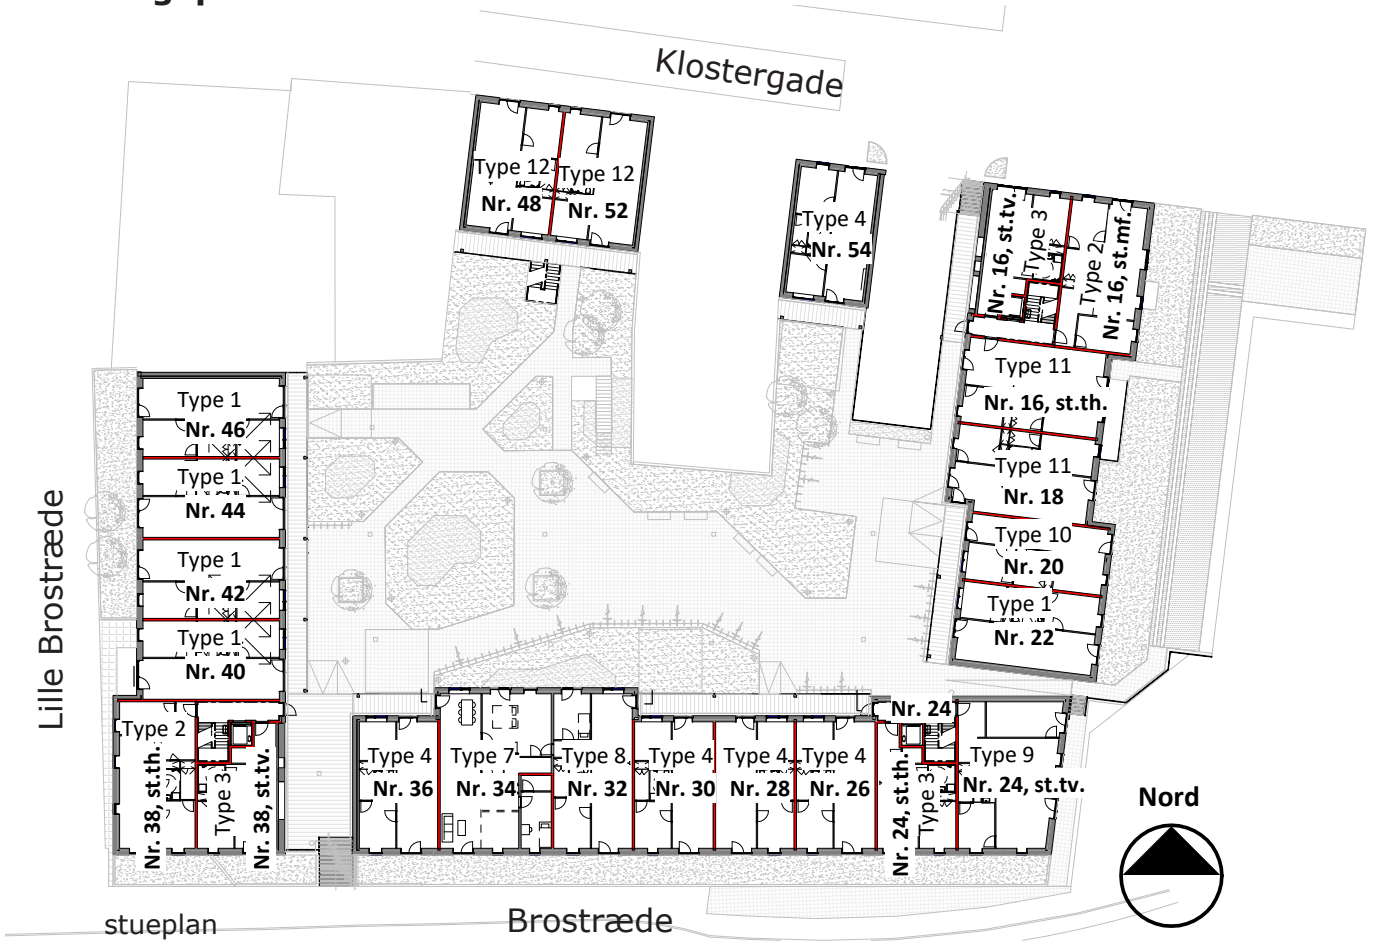 Klostergade
Type 12
Nr. 48
Type 12
Nr. 52
Type 4
Nr. 54
Nr. 16, st.tv.
Type 3
Type 2
Nr. 16, st.mf.
Type 11
Nr. 16, st.th.
Type 11
Nr. 18
Type 10
Nr. 20
Type 1
Nr. 22
Type 1
Nr. 46
Type 1
Nr. 44
Type 1
Nr. 42
Type 1
Nr. 40
Lille Brostræde
Type 2
Nr. 38, st.th.
Type 3
Nr. 38, st.tv.
Type 4
Nr. 36
Type 7
Nr. 34
Type 8
Nr. 32
Type 4
Nr. 30
Type 4
Nr. 28
Type 4
Nr. 26
Nr. 24
Nr. 24, st.th.
Type 3
Type 9
Nr. 24, st.tv.
Nord
stueplan
Brostræde